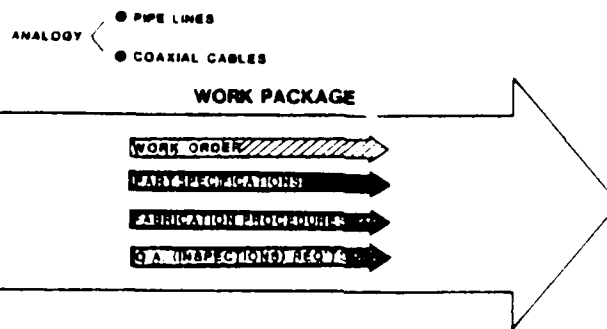 PIPE LINES
ANALOGY
COAXIAL CABLES
WORK PACKAGE
WORK ORDER
PART SPECIFICATIONS
FABRICATION PROCEDURES
Q.A. (INSPECTIONS) REQ'TS